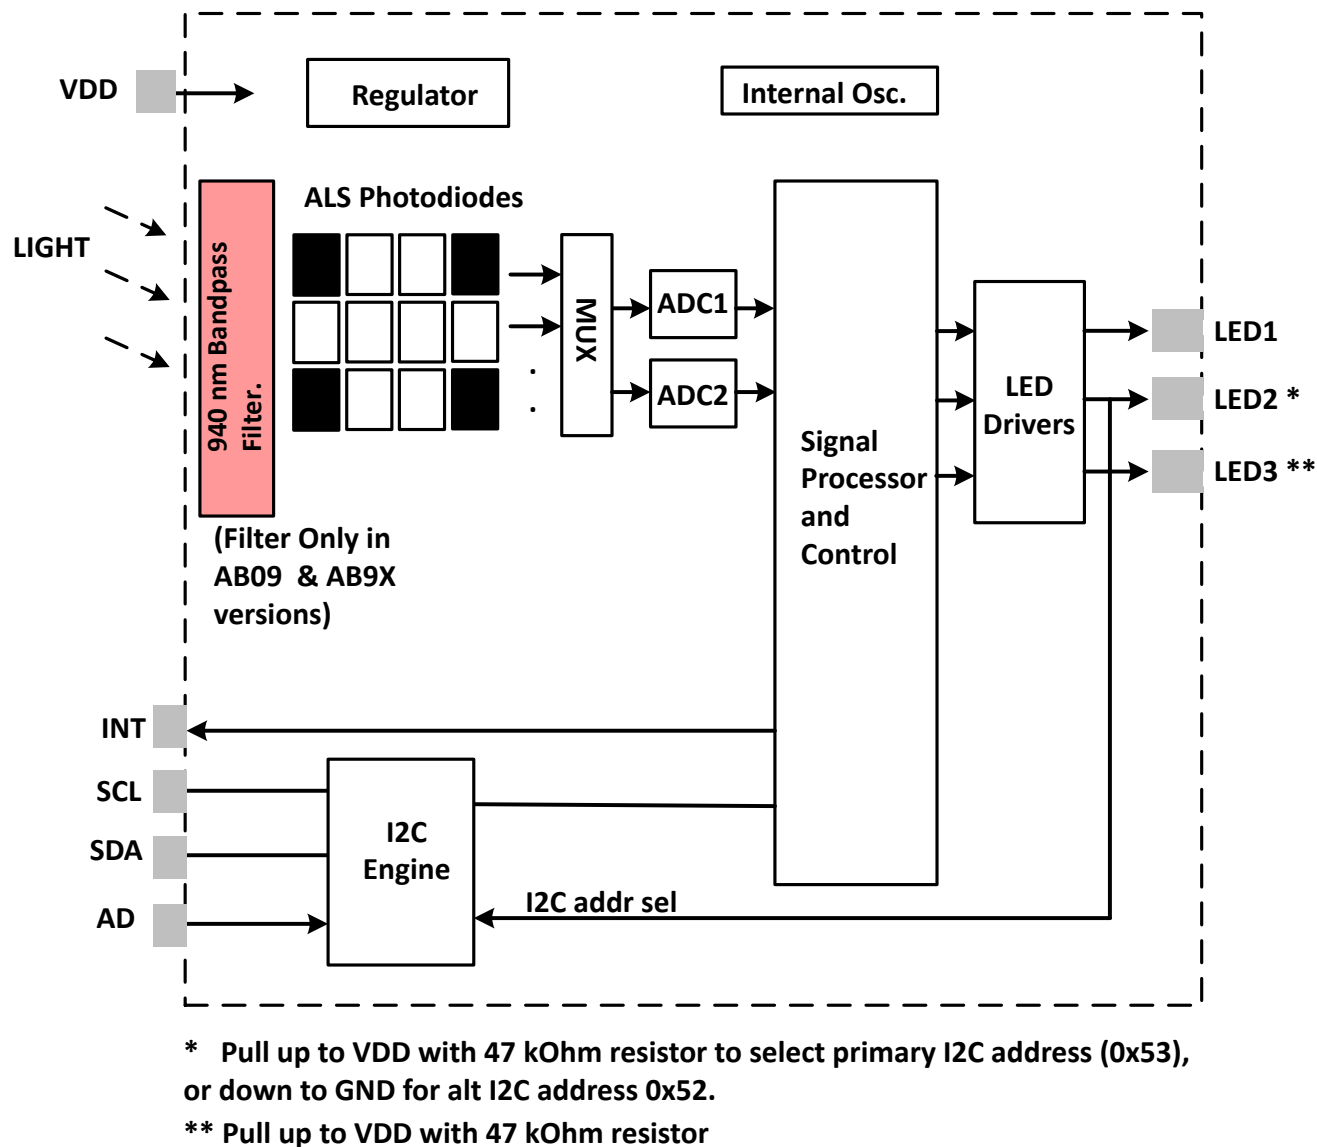 VDD
Regulator
Internal Osc.
LIGHT
940 nm Bandpass
Filter.
ALS Photodiodes
MUX
ADC1
ADC2
Signal
Processor
and
Control
LED
Drivers
LED1
LED2 *
LED3 **
(Filter Only in
AB09 & AB9X
versions)
INT
SCL
SDA
AD
I2C
Engine
I2C addr sel
* Pull up to VDD with 47 kOhm resistor to select primary I2C address (0x53),
or down to GND for alt I2C address 0x52.
** Pull up to VDD with 47 kOhm resistor